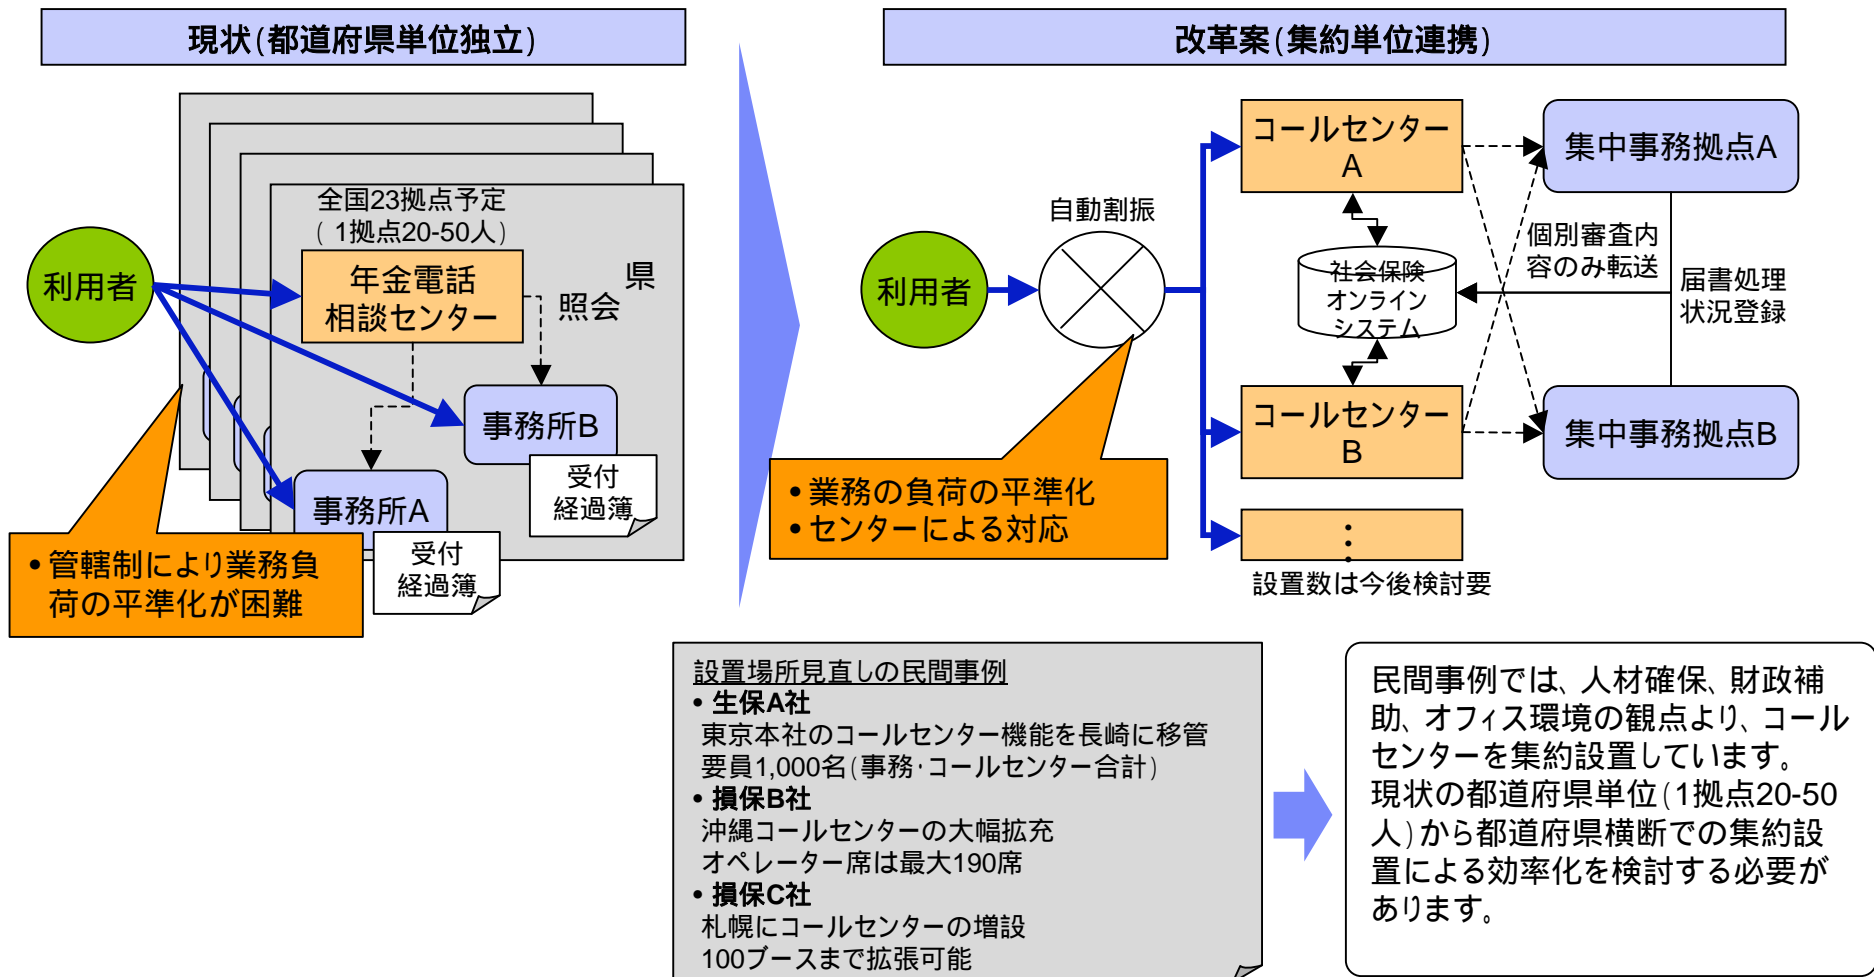 現状(都道府県単位独立)
全国23拠点予定
( 1拠点20-50人)
利用者
年金電話
相談センター
照会
県
事務所B
受付
経過簿
事務所A
受付
経過簿
• 管轄制により業務負
荷の平準化が困難
改革案(集約単位連携)
利用者
自動割振
コールセンター
A
社会保険
オンライン
システム
コールセンター
B
⋮
設置数は今後検討要
集中事務拠点A
個別審査内
容のみ転送
届書処理
状況登録
集中事務拠点B
• 業務の負荷の平準化
• センターによる対応
設置場所見直しの民間事例
• 生保A社
東京本社のコールセンター機能を長崎に移管
要員1,000名(事務・コールセンター合計)
• 損保B社
沖縄コールセンターの大幅拡充
オペレーター席は最大190席
• 損保C社
札幌にコールセンターの増設
100ブースまで拡張可能
民間事例では、人材確保、財政補
助、オフィス環境の観点より、コール
センターを集約設置しています。
現状の都道府県単位(1拠点20-50
人)から都道府県横断での集約設
置による効率化を検討する必要が
あります。